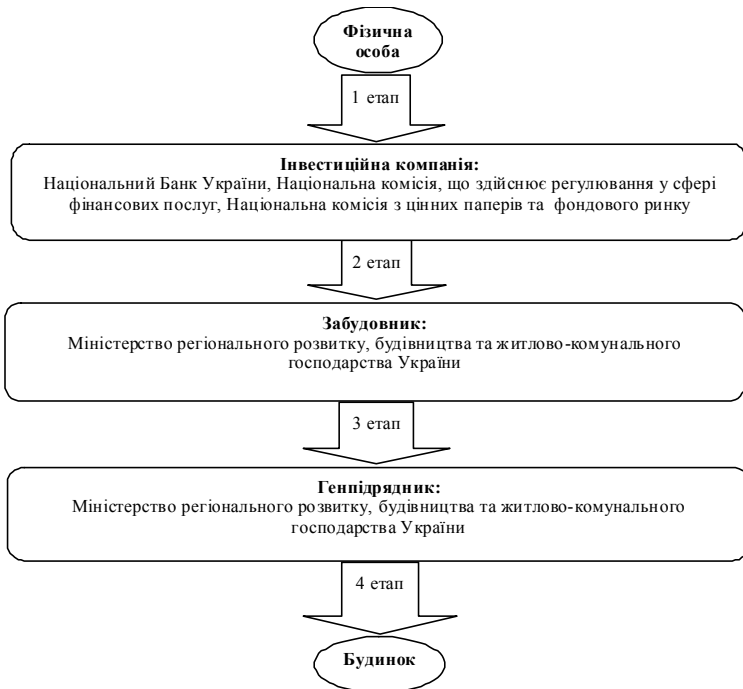 Фізична
особа
1 етап
Інвестиційна компанія:
Національний Банк України, Національна комісія, що здійснює регулювання у сфері
фінансових послуг, Національна комісія з цінних паперів та фондового ринку
2 етап
Забудовник:
Міністерство регіонального розвитку, будівництва та житлово-комунального
господарства України
3 етап
Генпідрядник:
Міністерство регіонального розвитку, будівництва та житлово-комунального
господарства України
4 етап
Будинок